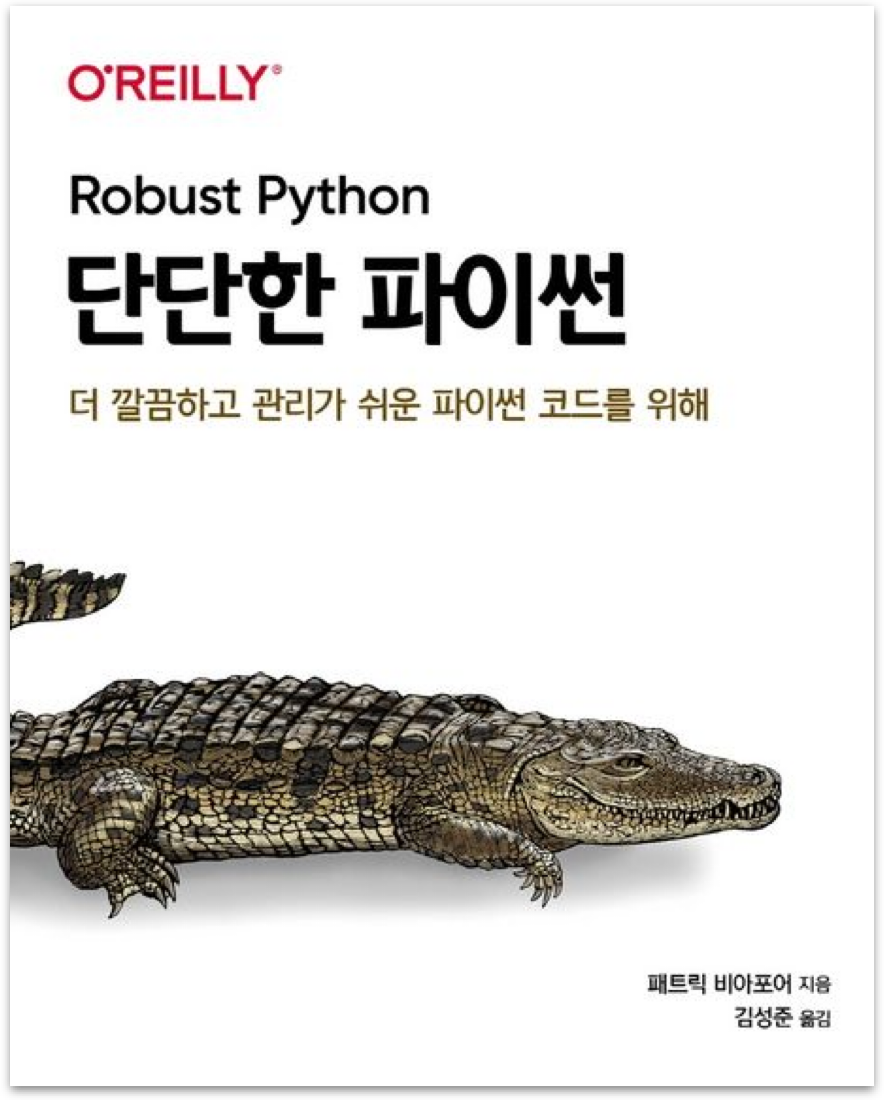 O'REILLY®
Robust Python
단단한 파이썬
더 깔끔하고 관리가 쉬운 파이썬 코드를 위해
패트릭 비아포어 지음
김성준 옮김